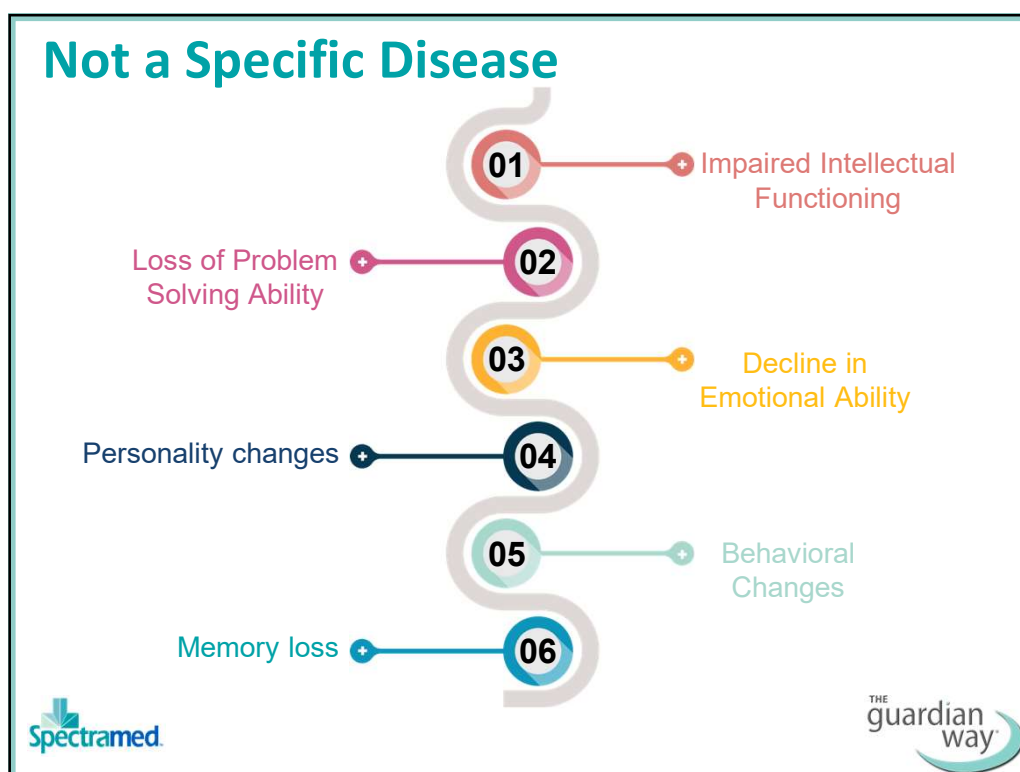 Not a Specific Disease
01
Impaired Intellectual
Functioning
Loss of Problem
Solving Ability
02
03
Decline in
Emotional Ability
Personality changes
04
05
Behavioral
Changes
Memory loss
06
Spectramed.
THE
guardian
way